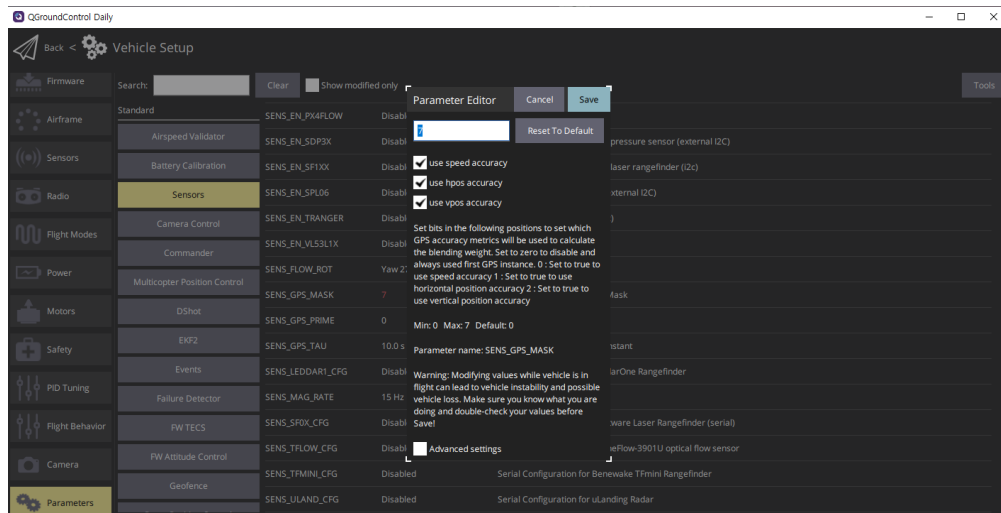 QGroundControl Daily
Back < Vehicle Setup
Firmware
Airframe
Sensors
Radio
Flight Modes
Power
Motors
Safety
PID Tuning
Flight Behavior
Camera
Parameters
Search: Clear Show modified only Tools
Standard
Airspeed Validator
Battery Calibration
Sensors
Camera Control
Commander
Multicopter Position Control
DShot
EKF2
Events
Failure Detector
FW TECS
FW Attitude Control
Geofence
SENS_EN_PX4FLOW Disabl
SENS_EN_SDP3X Disabl pressure sensor (external I2C)
SENS_EN_SF1XX Disabl laser rangefinder (i2c)
SENS_EN_SPL06 Disabl xternal I2C)
SENS_EN_TRANGER Disabl )
SENS_EN_VL53L1X Disabl
SENS_FLOW_ROT Yaw 2
SENS_GPS_MASK 7 Mask
SENS_GPS_PRIME 0
SENS_GPS_TAU 10.0 s nstant
SENS_LEDDAR1_CFG Disabl darOne Rangefinder
SENS_MAG_RATE 15 Hz
SENS_SF0X_CFG Disabl ware Laser Rangefinder (serial)
SENS_TFLOW_CFG Disabl neFlow-3901U optical flow sensor
SENS_TFMINI_CFG Disabled Serial Configuration for Benewake TFmini Rangefinder
SENS_ULAND_CFG Disabled Serial Configuration for uLanding Radar
Parameter Editor Cancel Save
7 Reset To Default
use speed accuracy
use hpos accuracy
use vpos accuracy
Set bits in the following positions to set which
GPS accuracy metrics will be used to calculate
the blending weight. Set to zero to disable and
always used first GPS instance. 0 : Set to true to
use speed accuracy 1 : Set to true to use
horizontal position accuracy 2 : Set to true to
use vertical position accuracy
Min: 0 Max: 7 Default: 0
Parameter name: SENS_GPS_MASK
Warning: Modifying values while vehicle is in
flight can lead to vehicle instability and possible
vehicle loss. Make sure you know what you are
doing and double-check your values before
Save!
Advanced settings